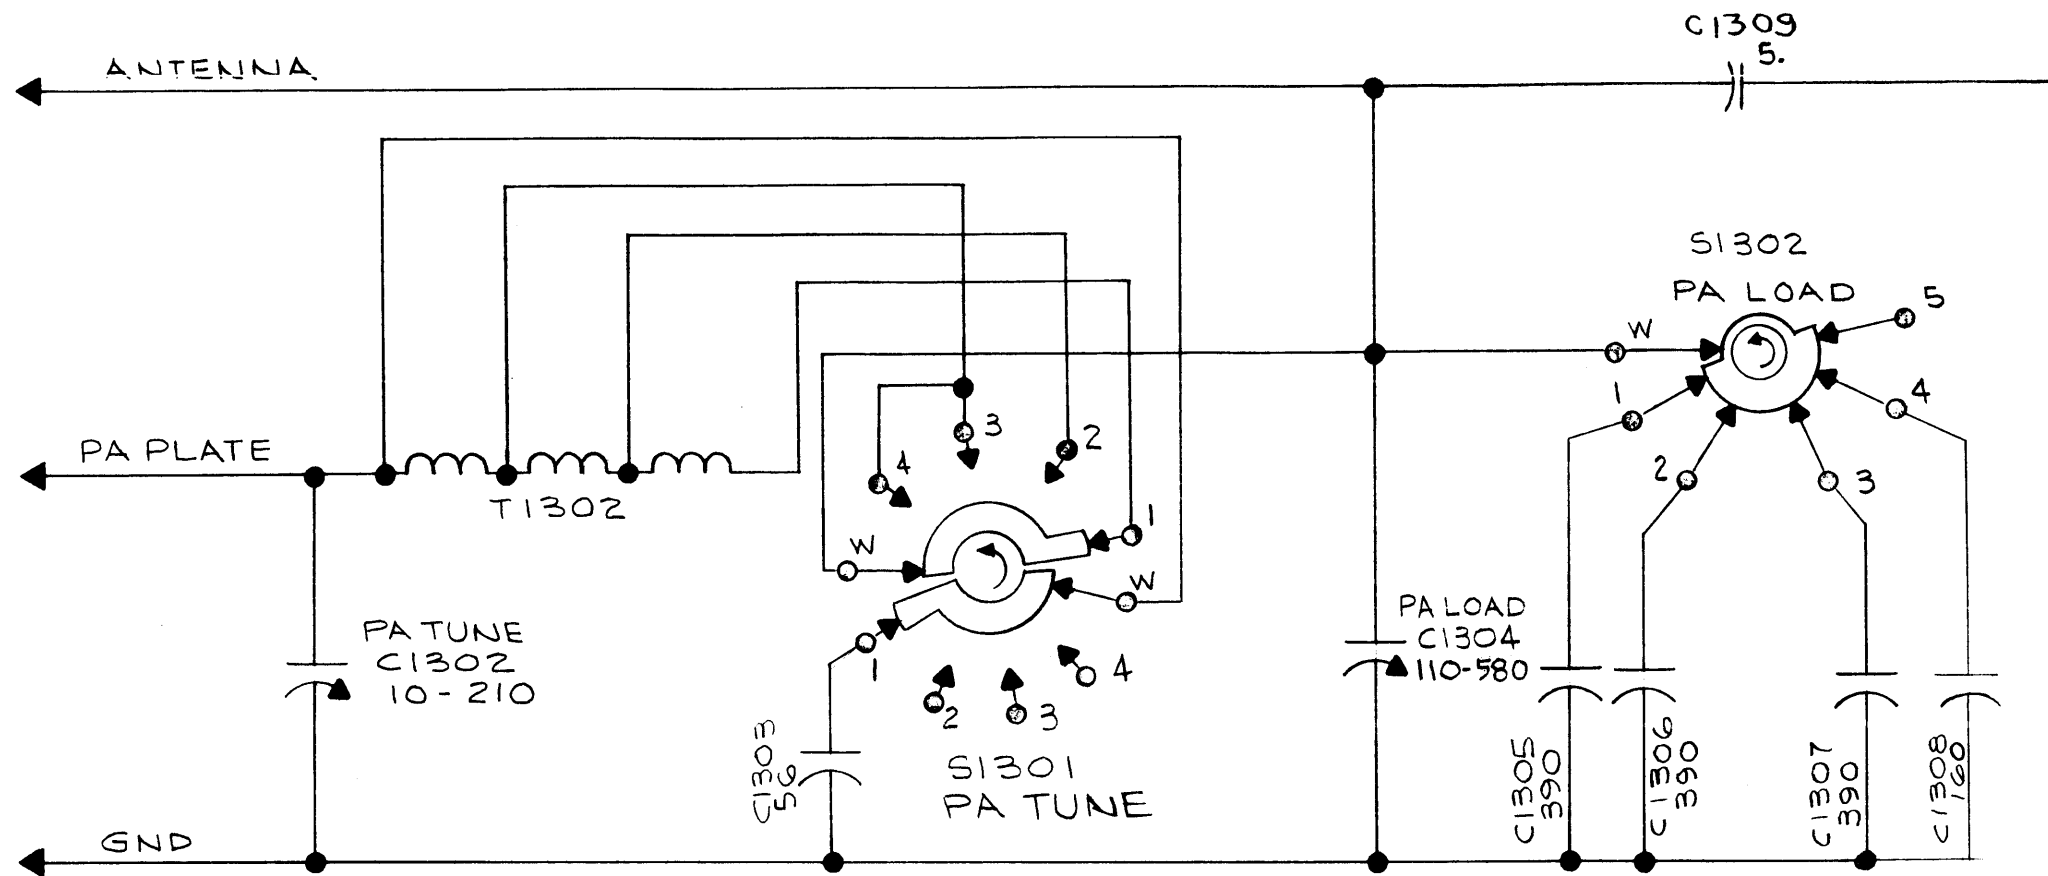 C1309
5.
ANTENNA
S1302
PA LOAD
5
W
1
4
2
3
3
2
4
1
PA PLATE
T1302
W
W
1
4
2
3
PA TUNE
C1302
10-210
PA LOAD
C1304
110-580
C1303
56
S1301
PA TUNE
C1305
390
C1306
390
C1307
390
C1308
160
GND